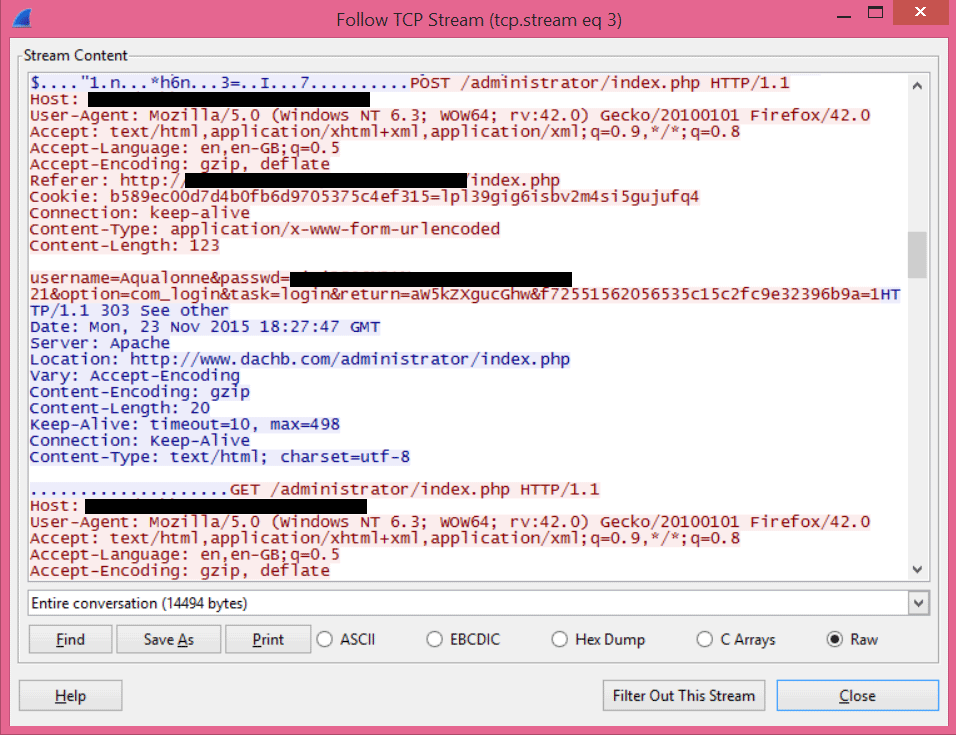 Follow TCP Stream (tcp.stream eq 3)
Stream Content
$...."1.n...*h6n...3=..I...7..........POST /administrator/index.php HTTP/1.1
Host:
User-Agent: Mozilla/5.0 (Windows NT 6.3; WOW64; rv:42.0) Gecko/20100101 Firefox/42.0
Accept: text/html,application/xhtml+xml,application/xml;q=0.9,*/*;q=0.8
Accept-Language: en,en-GB;q=0.5
Accept-Encoding: gzip, deflate
Referer: http://                /index.php
Cookie: b589ec00d7d4b0fb6d9705375c4ef315=lpl39gig6isbv2m4si5gujufq4
Connection: keep-alive
Content-Type: application/x-www-form-urlencoded
Content-Length: 123
username=Aqualonne&passwd=
21&option=com_login&task=login&return=aW5kZXgucGhw&f72551562056535c15c2fc9e32396b9a=1HT
TP/1.1 303 See other
Date: Mon, 23 Nov 2015 18:27:47 GMT
Server: Apache
Location: http://www.dachb.com/administrator/index.php
Vary: Accept-Encoding
Content-Encoding: gzip
Content-Length: 20
Keep-Alive: timeout=10, max=498
Connection: Keep-Alive
Content-Type: text/html; charset=utf-8
....................GET /administrator/index.php HTTP/1.1
Host:
User-Agent: Mozilla/5.0 (Windows NT 6.3; WOW64; rv:42.0) Gecko/20100101 Firefox/42.0
Accept: text/html,application/xhtml+xml,application/xml;q=0.9,*/*;q=0.8
Accept-Language: en,en-GB;q=0.5
Accept-Encoding: gzip, deflate
Entire conversation (14494 bytes)
Find Save As Print ASCII EBCDIC Hex Dump C Arrays Raw
Help Filter Out This Stream Close